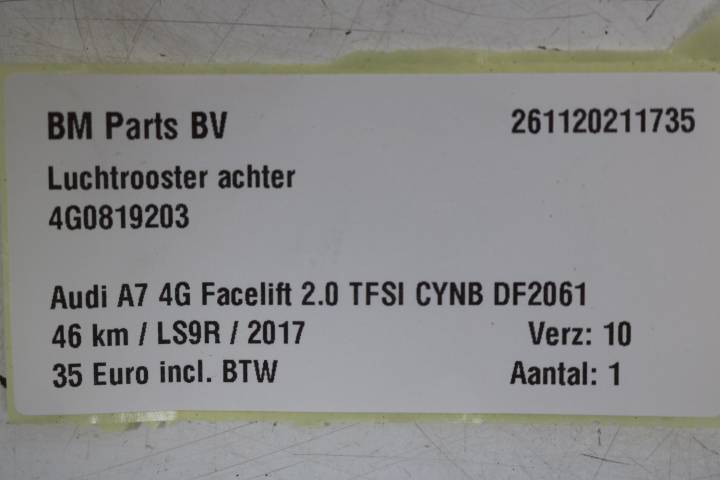 BM Parts BV 261120211735
Luchtrooster achter
4G0819203
Audi A7 4G Facelift 2.0 TFSI CYNB DF2061
46 km / LS9R / 2017 Verz: 10
35 Euro incl. BTW Aantal: 1